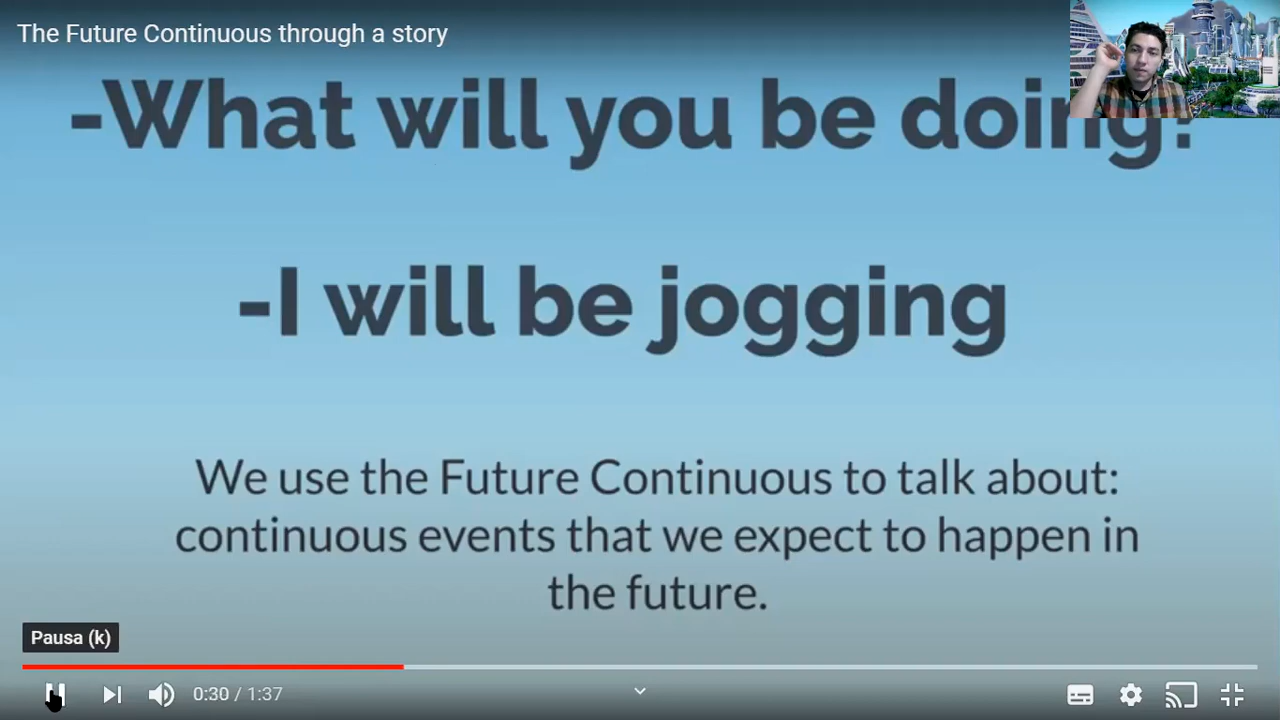 The Future Continuous through a story
-What will you be doing?
-I will be jogging
We use the Future Continuous to talk about:
continuous events that we expect to happen in
the future.
Pausa (k)
0:30 / 1:37